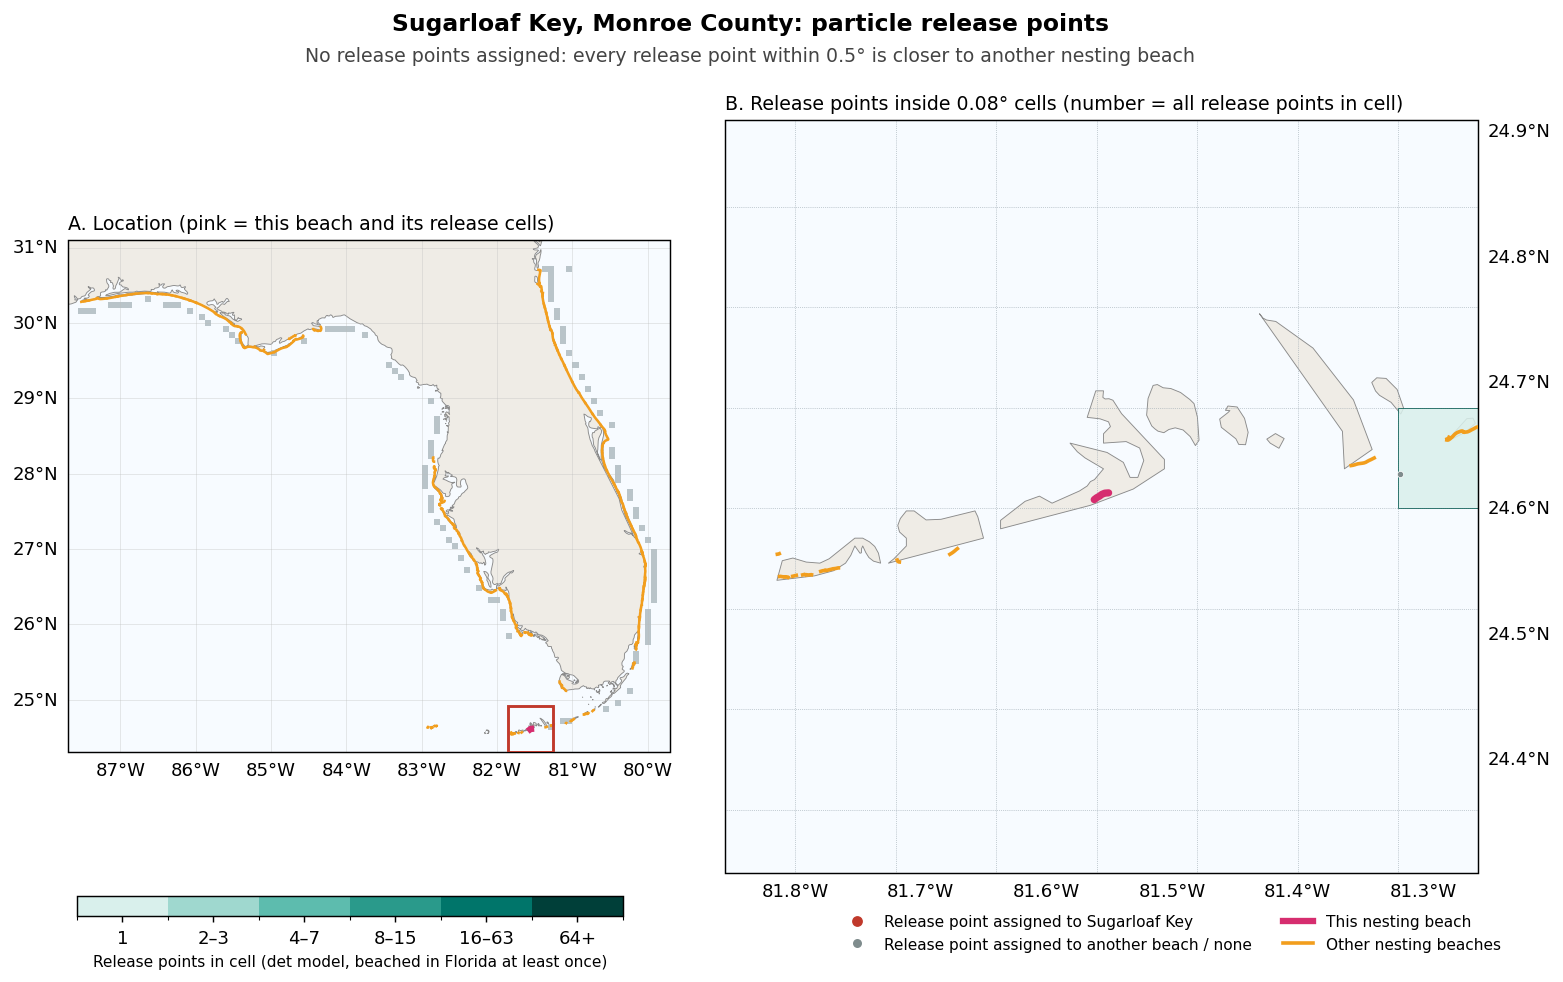 Sugarloaf Key, Monroe County: particle release points
No release points assigned: every release point within 0.5° is closer to another nesting beach
A. Location (pink = this beach and its release cells)
31°N
30°N
29°N
28°N
27°N
26°N
25°N
87°W 86°W 85°W 84°W 83°W 82°W 81°W 80°W
B. Release points inside 0.08° cells (number = all release points in cell)
24.9°N
24.8°N
24.7°N
24.6°N
24.5°N
24.4°N
81.8°W 81.7°W 81.6°W 81.5°W 81.4°W 81.3°W
1 2–3 4–7 8–15 16–63 64+
Release points in cell (det model, beached in Florida at least once)
Release point assigned to Sugarloaf Key
Release point assigned to another beach / none
This nesting beach
Other nesting beaches